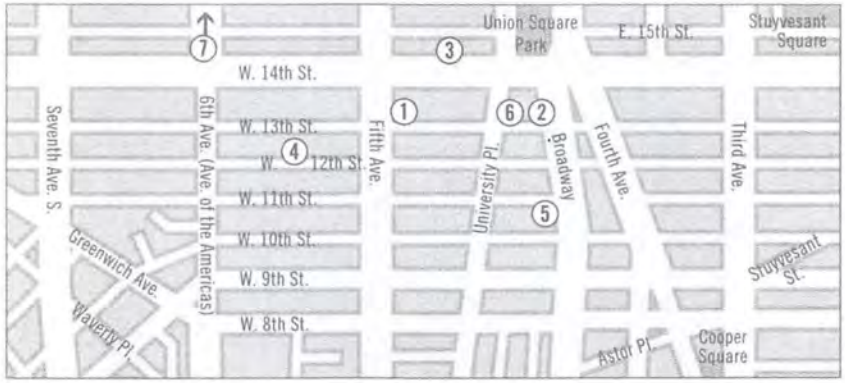 Union Square
Park
E. 15th St.
Stuyvesant
Square
7
3
W. 14th St.
Seventh Ave. S.
6th Ave. (Ave. of the Americas)
Fifth Ave.
University Pl.
Broadway
Fourth Ave.
Third Ave.
1
6
2
W. 13th St.
4
W. 12th St.
W. 11th St.
5
W. 10th St.
Greenwich Ave.
Stuyvesant
St.
W. 9th St.
Waverly Pl.
W. 8th St.
Astor Pl.
Cooper
Square